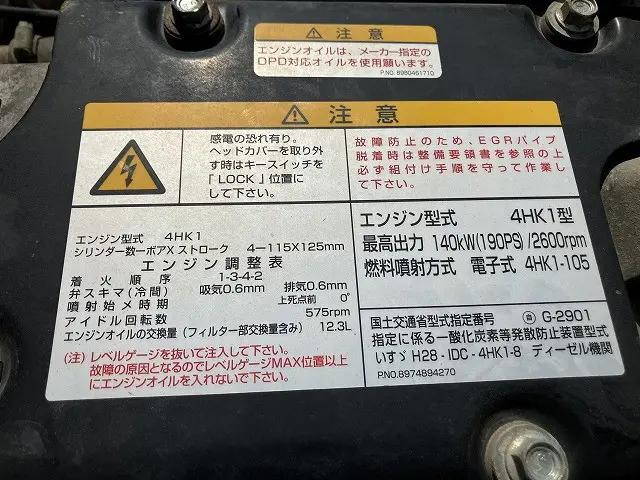 ⚠ 注意
エンジンオイルは、メーカー指定の
DPD対応オイルを使用願います。
P.NO. 8980461710
⚠ 注意
感電の恐れ有り。
ヘッドカバーを取り外
す時はキースイッチを
「LOCK」位置に
して下さい。
故障防止のため、EGRパイプ
脱着時は整備要領書を参照の上
必ず組付け手順を守って作業し
て下さい。
エンジン型式 4HK1
シリンダー数ーボアXストローク 4ー115X125mm
エンジン調整表
着火順序 1-3-4-2
弁スキマ(冷間) 吸気0.6mm 排気0.6mm
噴射始メ時期 上死点前 0°
アイドル回転数 575rpm
エンジンオイルの交換量(フィルター部交換量含み) 12.3L
(注)レベルゲージを抜いて注入して下さい。
故障の原因となるのでレベルゲージMAX位置以上
にエンジンオイルを入れないで下さい。
エンジン型式 4HK1型
最高出力 140kW(190PS)/2600rpm
燃料噴射方式 電子式 4HK1-105
国土交通省型式指定番号 G-2901
指定に係る一酸化炭素等発散防止装置型式
いすゞ H28-IDC-4HK1-8 ディーゼル機関
P.NO. 8974894270